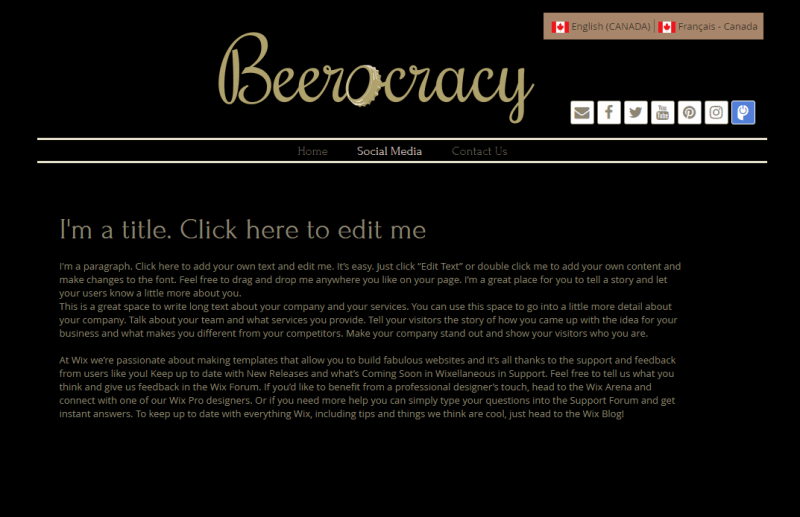 English (CANADA) | Français - Canada
Beerocracy
You Tube
Home Social Media Contact Us
I'm a title. Click here to edit me
I'm a paragraph. Click here to add your own text and edit me. It’s easy. Just click “Edit Text” or double click me to add your own content and
make changes to the font. Feel free to drag and drop me anywhere you like on your page. I’m a great place for you to tell a story and let
your users know a little more about you.
This is a great space to write long text about your company and your services. You can use this space to go into a little more detail about
your company. Talk about your team and what services you provide. Tell your visitors the story of how you came up with the idea for your
business and what makes you different from your competitors. Make your company stand out and show your visitors who you are.
At Wix we’re passionate about making templates that allow you to build fabulous websites and it’s all thanks to the support and feedback
from users like you! Keep up to date with New Releases and what’s Coming Soon in Wixellaneous in Support. Feel free to tell us what you
think and give us feedback in the Wix Forum. If you’d like to benefit from a professional designer’s touch, head to the Wix Arena and
connect with one of our Wix Pro designers. Or if you need more help you can simply type your questions into the Support Forum and get
instant answers. To keep up to date with everything Wix, including tips and things we think are cool, just head to the Wix Blog!